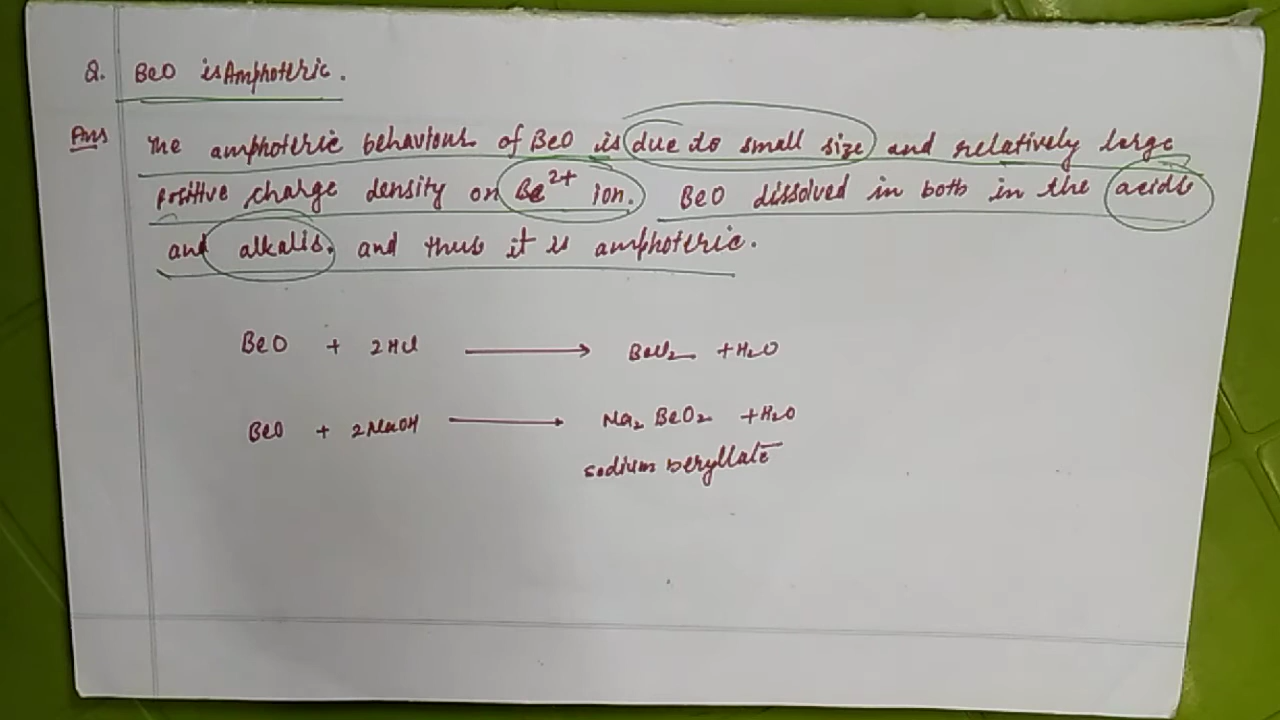 Q. BeO is Amphoteric.
Ans The amphoteric behaviour of BeO is due to small size and relatively large
positive charge density on Be²⁺ ion. BeO dissolved in both in the acids
and alkalis. and thus it is amphoteric.
BeO + 2HCl ⟶ BeCl₂ + H₂O
BeO + 2NaOH ⟶ Na₂BeO₂ + H₂O
sodium beryllate